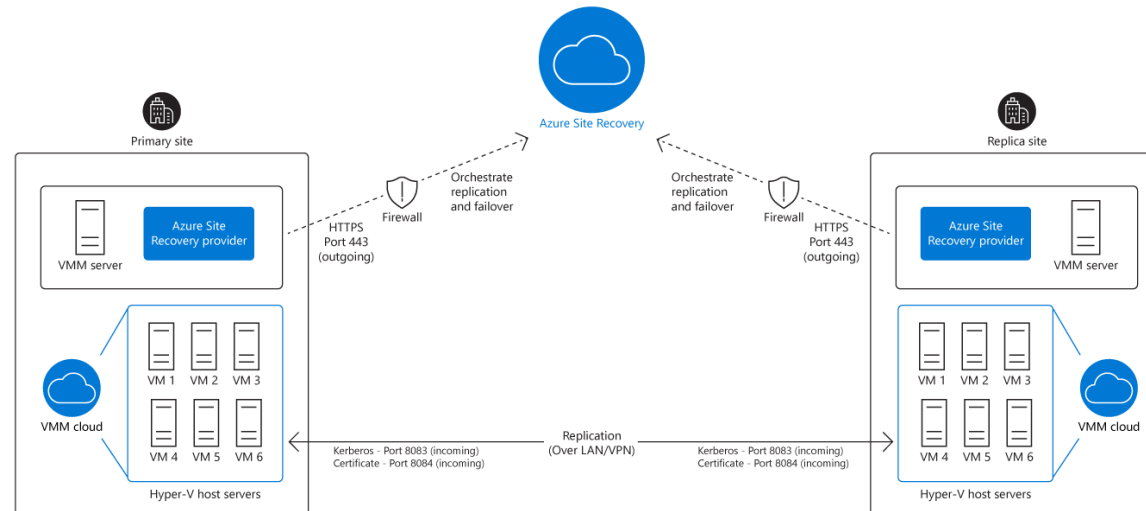 Azure Site Recovery
Primary site
Replica site
Orchestrate
replication
and failover
Firewall
HTTPS
Port 443
(outgoing)
Orchestrate
replication
and failover
Firewall
HTTPS
Port 443
(outgoing)
VMM server
Azure Site
Recovery provider
Azure Site
Recovery provider
VMM server
VM 1 VM 2 VM 3
VM 4 VM 5 VM 6
VMM cloud
Hyper-V host servers
Replication
(Over LAN/VPN)
Kerberos - Port 8083 (incoming)
Certificate - Port 8084 (incoming)
Kerberos - Port 8083 (incoming)
Certificate - Port 8084 (incoming)
VM 1 VM 2 VM 3
VM 4 VM 5 VM 6
VMM cloud
Hyper-V host servers